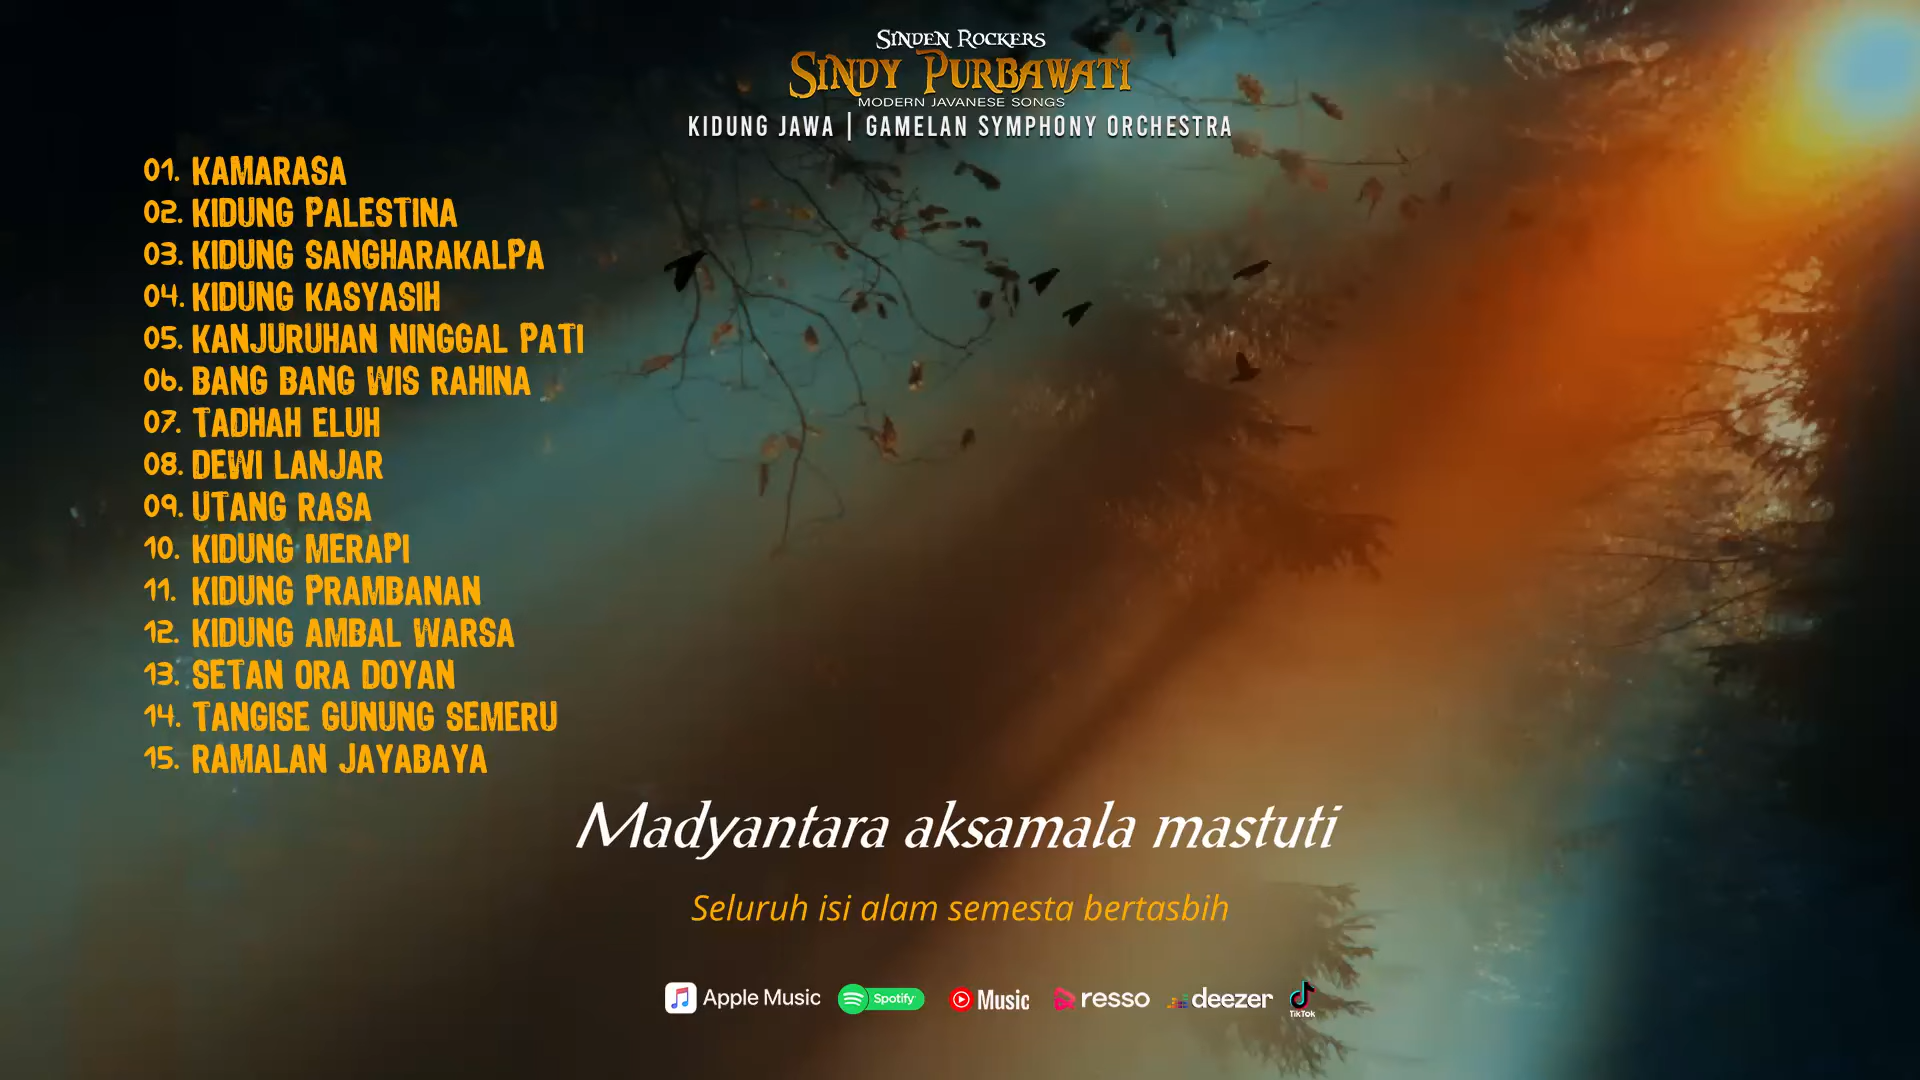 SINDEN ROCKERS
SINDY PURBAWATI
MODERN JAVANESE SONGS
KIDUNG JAWA | GAMELAN SYMPHONY ORCHESTRA
01. KAMARASA
02. KIDUNG PALESTINA
03. KIDUNG SANGHARAKALPA
04. KIDUNG KASYASIH
05. KANJURUHAN NINGGAL PATI
06. BANG BANG WIS RAHINA
07. TADHAH ELUH
08. DEWI LANJAR
09. UTANG RASA
10. KIDUNG MERAPI
11. KIDUNG PRAMBANAN
12. KIDUNG AMBAL WARSA
13. SETAN ORA DOYAN
14. TANGISE GUNUNG SEMERU
15. RAMALAN JAYABAYA
Madyantara aksamala mastuti
Seluruh isi alam semesta bertasbih
Apple Music Spotify Music resso deezer TikTok